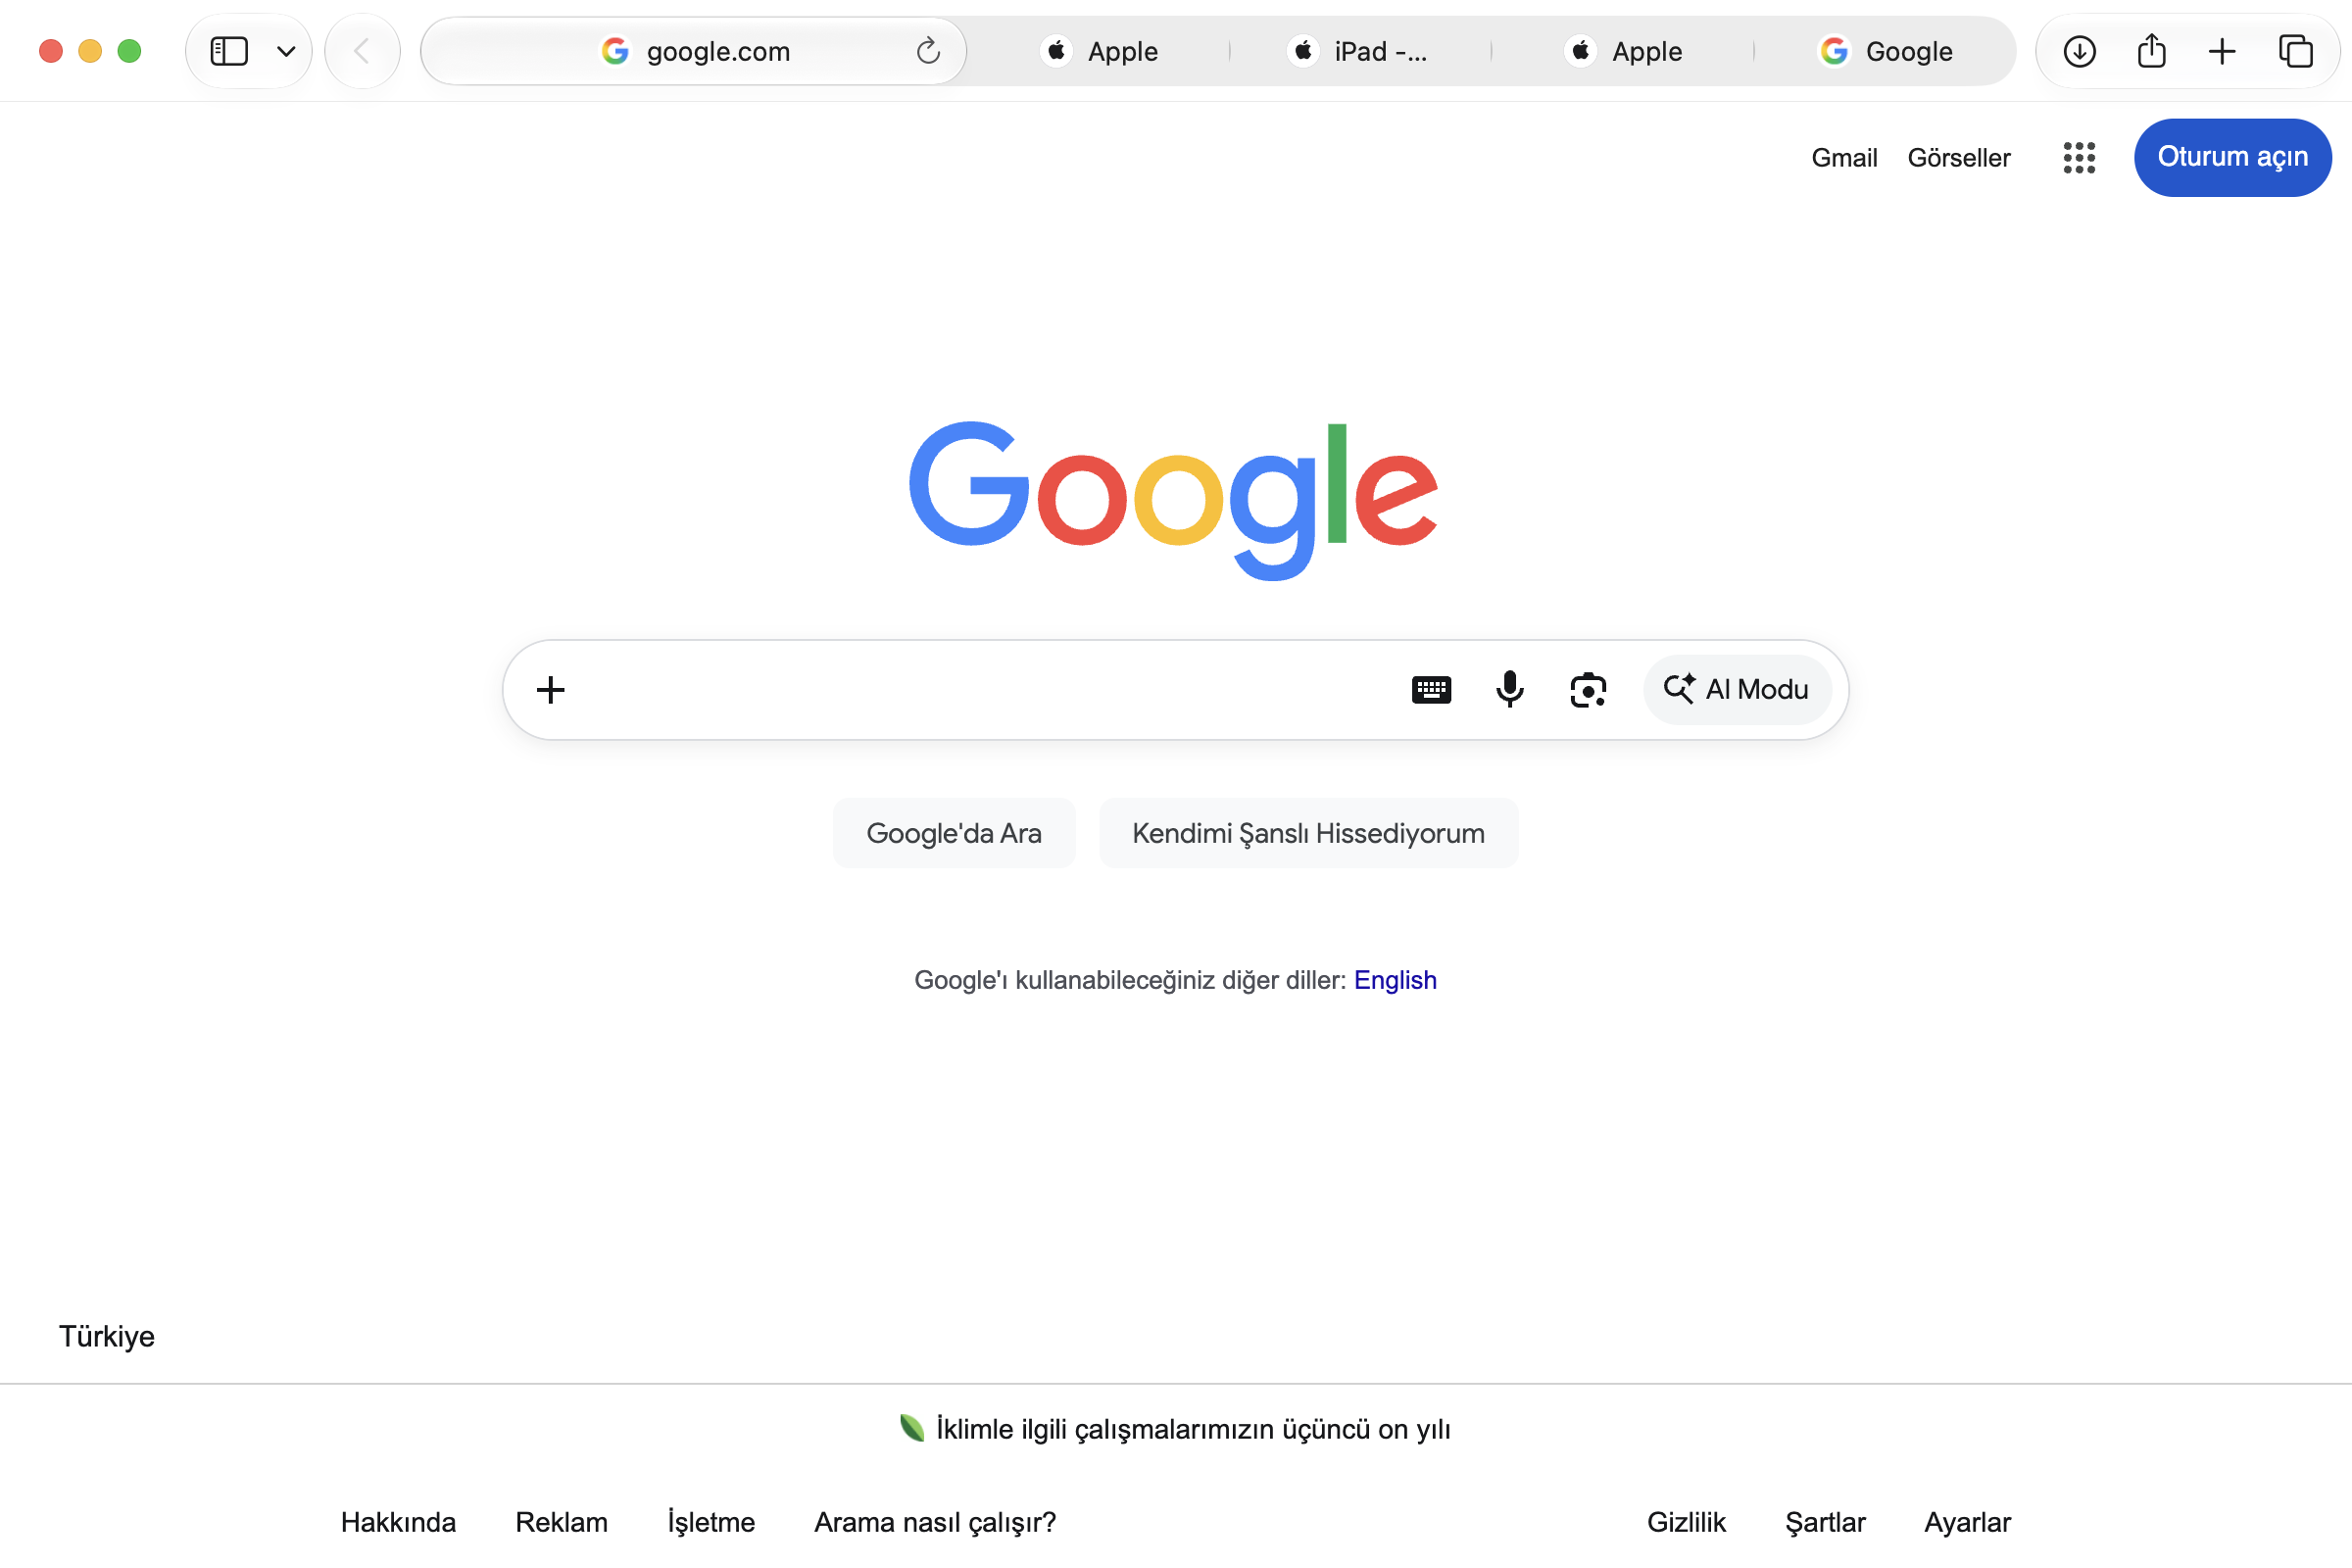 google.com Apple iPad -... Apple Google
Gmail Görseller Oturum açın
Google
AI Modu
Google'da Ara Kendimi Şanslı Hissediyorum
Google'ı kullanabileceğiniz diğer diller: English
Türkiye
İklimle ilgili çalışmalarımızın üçüncü on yılı
Hakkında Reklam İşletme Arama nasıl çalışır? Gizlilik Şartlar Ayarlar